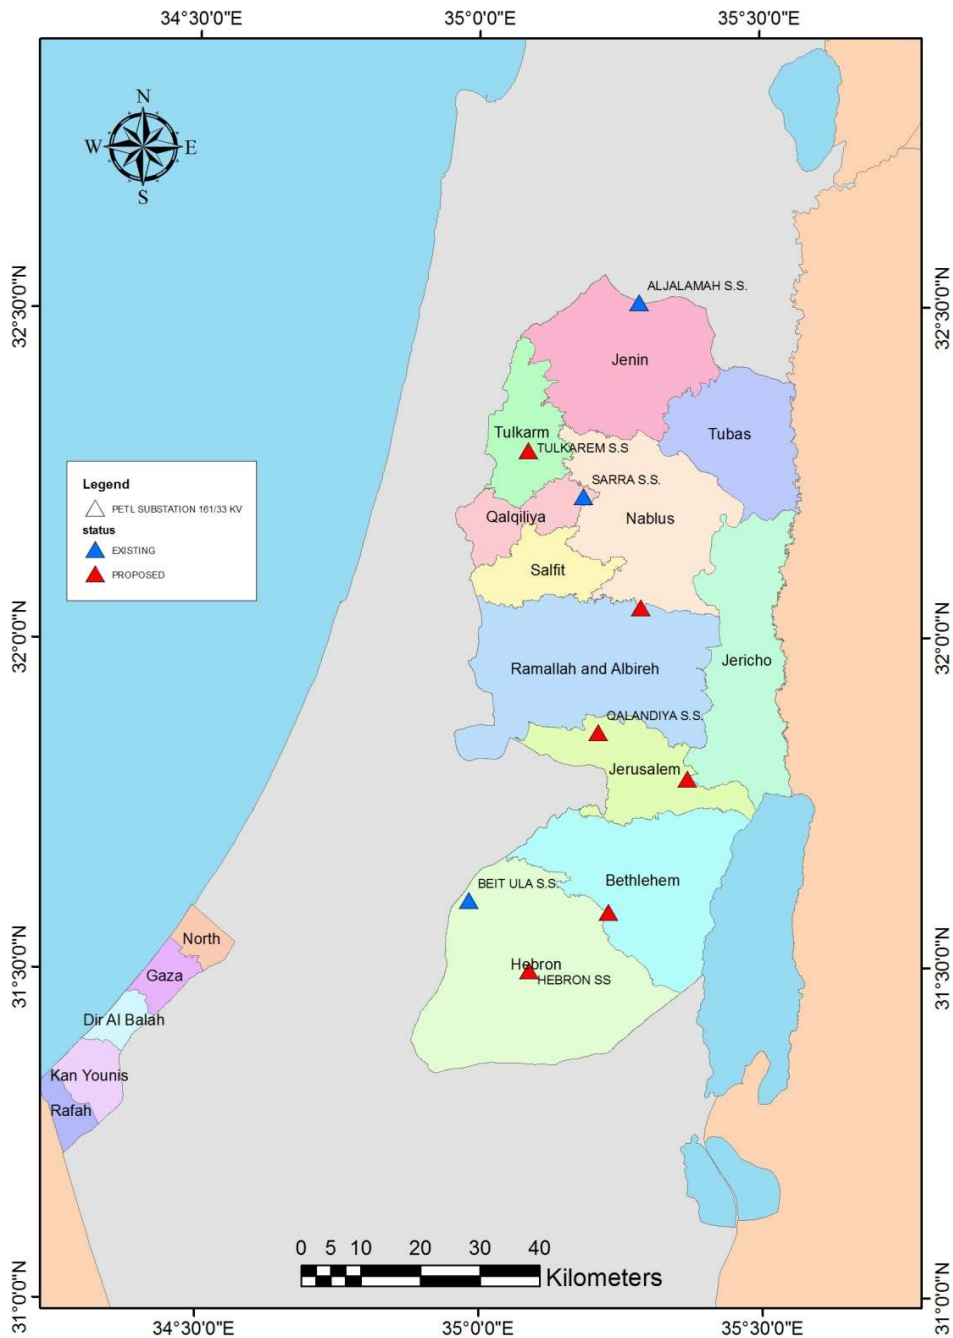 34°30'0"E
35°0'0"E
35°30'0"E
N
W
E
S
32°30'0"N
32°30'0"N
ALJALAMAH S.S.
Jenin
Tubas
Tulkarm
TULKAREM S.S
SARRA S.S.
Legend
PETL SUBSTATION 161/33 KV
status
EXISTING
PROPOSED
Qalqiliya
Nablus
Salfit
32°0'0"N
32°0'0"N
Ramallah and Albireh
Jericho
QALANDIYA S.S.
Jerusalem
BEIT ULA S.S.
Bethlehem
North
31°30'0"N
31°30'0"N
Hebron
HEBRON SS
Gaza
Dir Al Balah
Kan Younis
Rafah
0 5 10 20 30 40
Kilometers
31°0'0"N
31°0'0"N
34°30'0"E
35°0'0"E
35°30'0"E